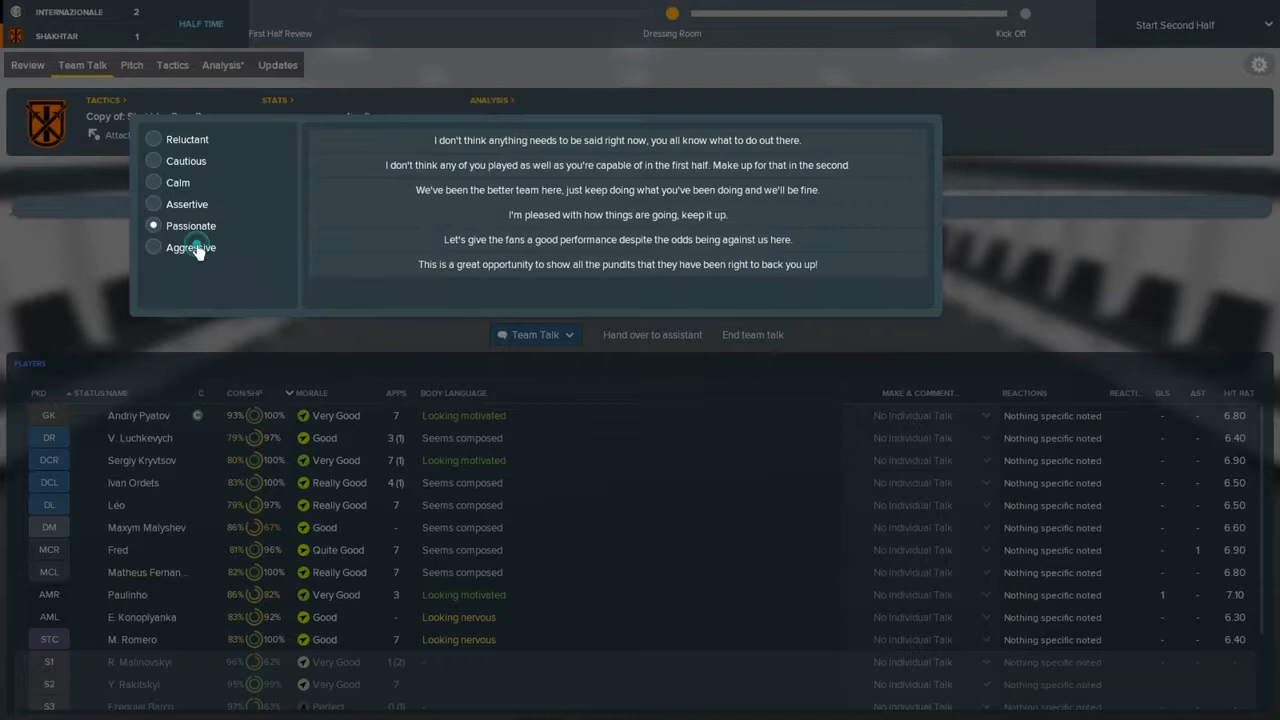 INTERNAZIONALE 2
SHAKHTAR 1
HALF TIME
First Half Review
Dressing Room
Kick Off
Start Second Half
Review Team Talk Pitch Tactics Analysis* Updates
TACTICS > STATS > ANALYSIS >
Copy of:
Attac
Reluctant
Cautious
Calm
Assertive
Passionate
Aggressive
I don't think anything needs to be said right now, you all know what to do out there.
I don't think any of you played as well as you're capable of in the first half. Make up for that in the second.
We've been the better team here, just keep doing what you've been doing and we'll be fine.
I'm pleased with how things are going, keep it up.
Let's give the fans a good performance despite the odds being against us here.
This is a great opportunity to show all the pundits that they have been right to back you up!
Team Talk Hand over to assistant End team talk
PLAYERS
PKD STATUS NAME C CON/SHP MORALE APPS BODY LANGUAGE MAKE A COMMENT... REACTIONS REACTI... GLS AST H/T RAT
GK Andriy Pyatov C 93% 100% Very Good 7 Looking motivated No Individual Talk Nothing specific noted - - 6.80
DR V. Luchkevych 79% 97% Good 3 (1) Seems composed No Individual Talk Nothing specific noted - - 6.40
DCR Sergiy Kryvtsov 80% 100% Very Good 7 (1) Looking motivated No Individual Talk Nothing specific noted - - 6.90
DCL Ivan Ordets 83% 100% Really Good 4 (1) Seems composed No Individual Talk Nothing specific noted - - 6.50
DL Léo 79% 97% Really Good 7 Seems composed No Individual Talk Nothing specific noted - - 6.50
DM Maxym Malyshev 86% 67% Good - Seems composed No Individual Talk Nothing specific noted - - 6.60
MCR Fred 81% 96% Quite Good 7 Seems composed No Individual Talk Nothing specific noted - 1 6.90
MCL Matheus Fernan... 82% 100% Really Good 7 Seems composed No Individual Talk Nothing specific noted - - 6.80
AMR Paulinho 86% 82% Very Good 3 Looking motivated No Individual Talk Nothing specific noted 1 - 7.10
AML E. Konoplyanka 83% 92% Good - Looking nervous No Individual Talk Nothing specific noted - - 6.30
STC M. Romero 83% 100% Good 7 Looking nervous No Individual Talk Nothing specific noted - - 6.40
S1 R. Malinovskyi 96% 62% Very Good 1 (2) - No Individual Talk Nothing specific noted - - -
S2 Y. Rakitskyi 95% 99% Very Good 7 - No Individual Talk Nothing specific noted - - -
S3 Ezequiel Barco 97% 63% Perfect 0 (1) No Individual Talk Nothing specific noted